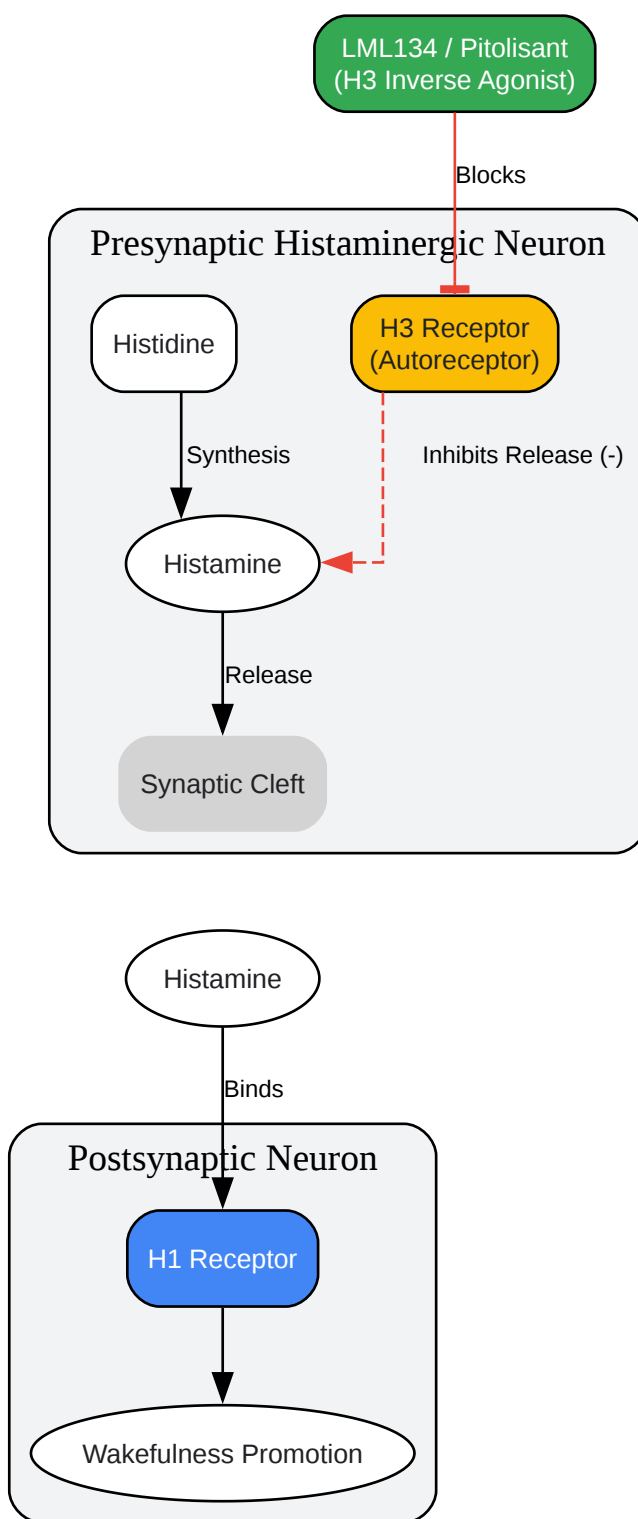 LML134 / Pitolisant
(H3 Inverse Agonist)
Blocks
Presynaptic Histaminergic Neuron
Histidine
H3 Receptor
(Autoreceptor)
Synthesis
Inhibits Release (-)
Histamine
Release
Synaptic Cleft
Histamine
Binds
Postsynaptic Neuron
H1 Receptor
Wakefulness Promotion